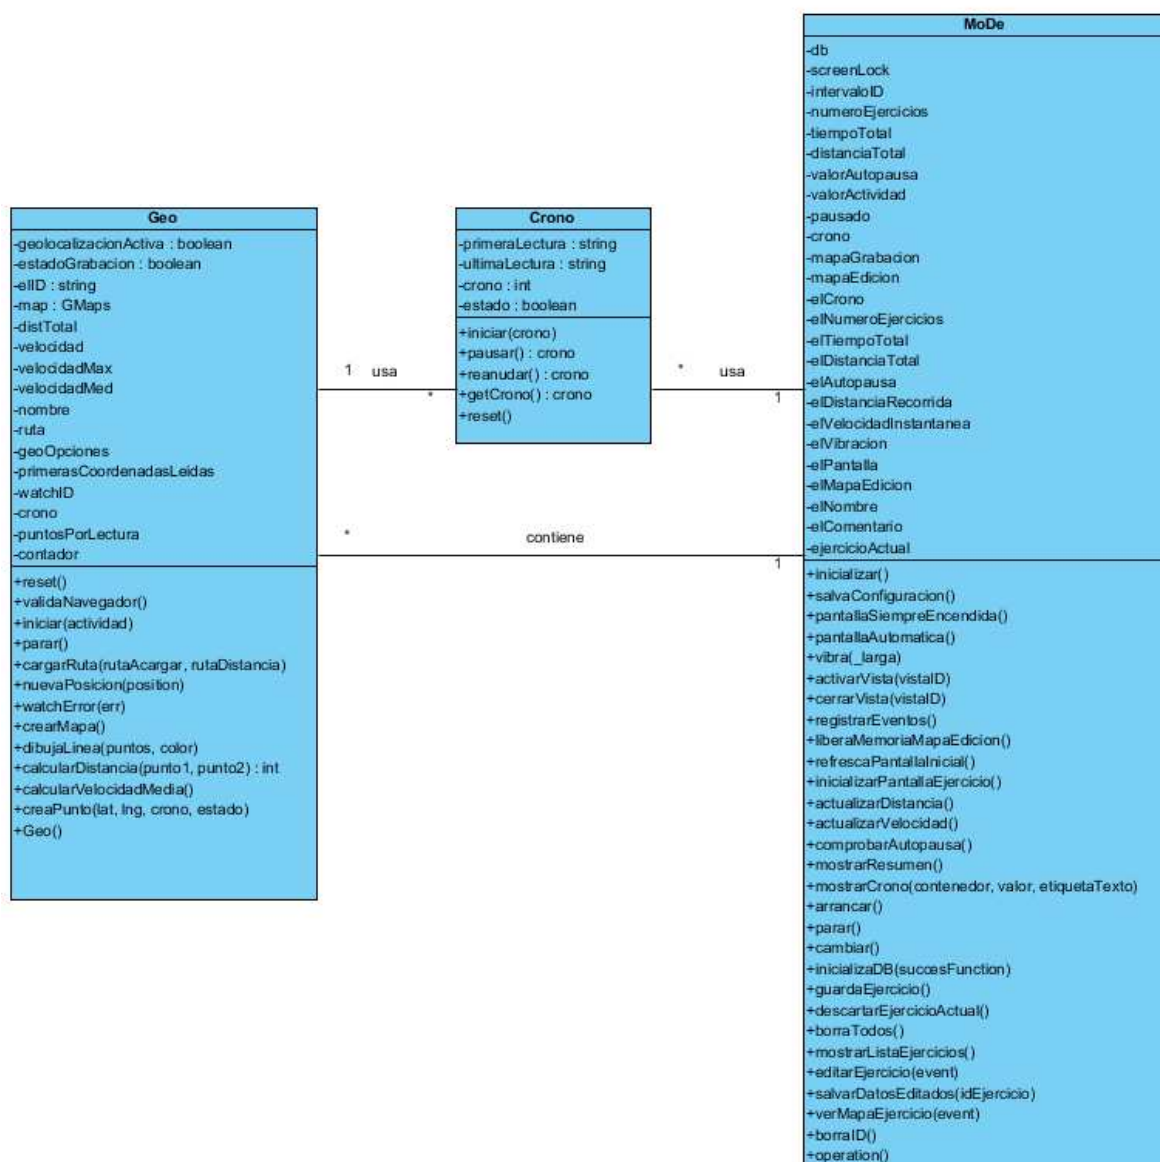 MoDe
-db
-screenLock
-intervaloID
-numeroEjercicios
-tiempoTotal
-distanciaTotal
-valorAutopausa
-valorActividad
-pausado
-crono
-mapaGrabacion
-mapaEdicion
-elCrono
-elNumeroEjercicios
-elTiempoTotal
-elDistanciaTotal
-elAutopausa
-elDistanciaRecorrida
-elVelocidadInstantanea
-elVibracion
-elPantalla
-elMapaEdicion
-elNombre
-elComentario
-ejercicioActual
+inicializar()
+salvaConfiguracion()
+pantallaSiempreEncendida()
+pantallaAutomatica()
+vibra(_larga)
+activarVista(vistaID)
+cerrarVista(vistaID)
+registrarEventos()
+liberaMemoriaMapaEdicion()
+refrescaPantallaInicial()
+inicializarPantallaEjercicio()
+actualizarDistancia()
+actualizarVelocidad()
+comprobarAutopausa()
+mostrarResumen()
+mostrarCrono(contenedor, valor, etiquetaTexto)
+arrancar()
+parar()
+cambiar()
+inicializaDB(succesFunction)
+guardaEjercicio()
+descartarEjercicioActual()
+borraTodos()
+mostrarListaEjercicios()
+editarEjercicio(event)
+salvarDatosEditados(idEjercicio)
+verMapaEjercicio(event)
+borraID()
+operation()
Geo
-geolocalizacionActiva : boolean
-estadoGrabacion : boolean
-elID : string
-map : GMaps
-distTotal
-velocidad
-velocidadMax
-velocidadMed
-nombre
-ruta
-geoOpciones
-primerasCoordenadasLeidas
-watchID
-crono
-puntosPorLectura
-contador
+reset()
+validaNavegador()
+iniciar(actividad)
+parar()
+cargarRuta(rutaAcargar, rutaDistancia)
+nuevaPosicion(position)
+watchError(err)
+crearMapa()
+dibujaLinea(puntos, color)
+calcularDistancia(punto1, punto2) : int
+calcularVelocidadMedia()
+creaPunto(lat, lng, crono, estado)
+Geo()
Crono
-primeraLectura : string
-ultimaLectura : string
-crono : int
-estado : boolean
+iniciar(crono)
+pausar() : crono
+reanudar() : crono
+getCrono() : crono
+reset()
1 usa
*
* usa
1
* contiene
1